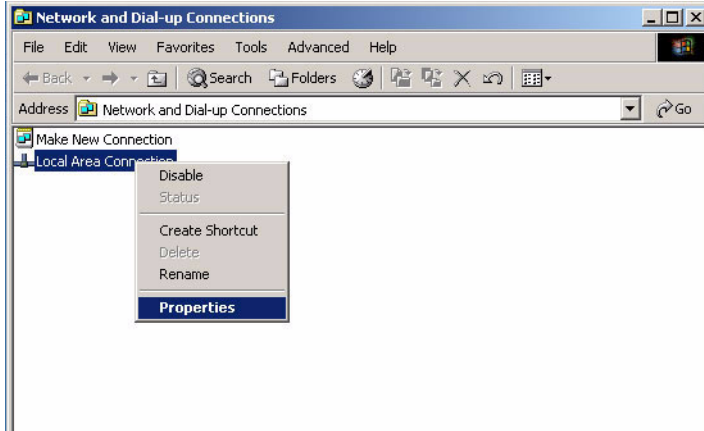 Network and Dial-up Connections
File Edit View Favorites Tools Advanced Help
Back Search Folders
Address Network and Dial-up Connections Go
Make New Connection
Local Area Connection
Disable
Status
Create Shortcut
Delete
Rename
Properties